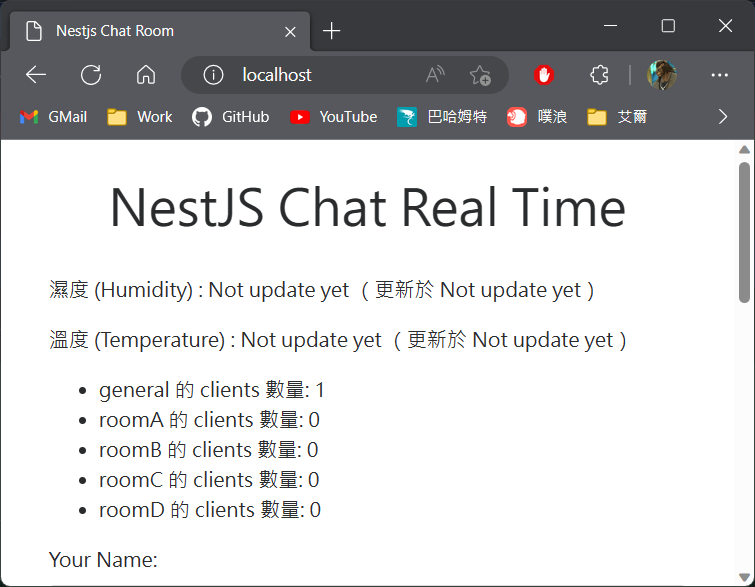 Nestjs Chat Room
localhost
GMail Work GitHub YouTube 巴哈姆特 噗浪 艾爾
NestJS Chat Real Time
濕度 (Humidity) : Not update yet （更新於 Not update yet）
溫度 (Temperature) : Not update yet （更新於 Not update yet）
general 的 clients 數量: 1
roomA 的 clients 數量: 0
roomB 的 clients 數量: 0
roomC 的 clients 數量: 0
roomD 的 clients 數量: 0
Your Name: